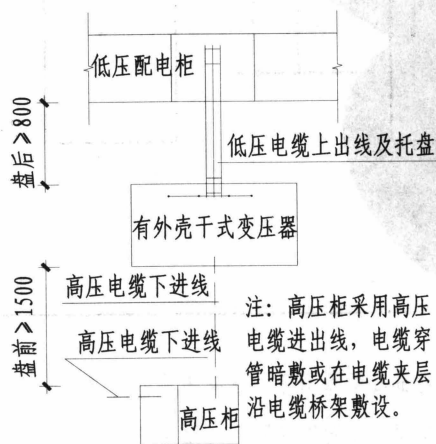 低压配电柜
盘后≥800
低压电缆上出线及托盘
有外壳干式变压器
盘前≥1500
高压电缆下进线
高压电缆下进线
高压柜
注：高压柜采用高压
电缆进出线，电缆穿
管暗敷或在电缆夹层
沿电缆桥架敷设。